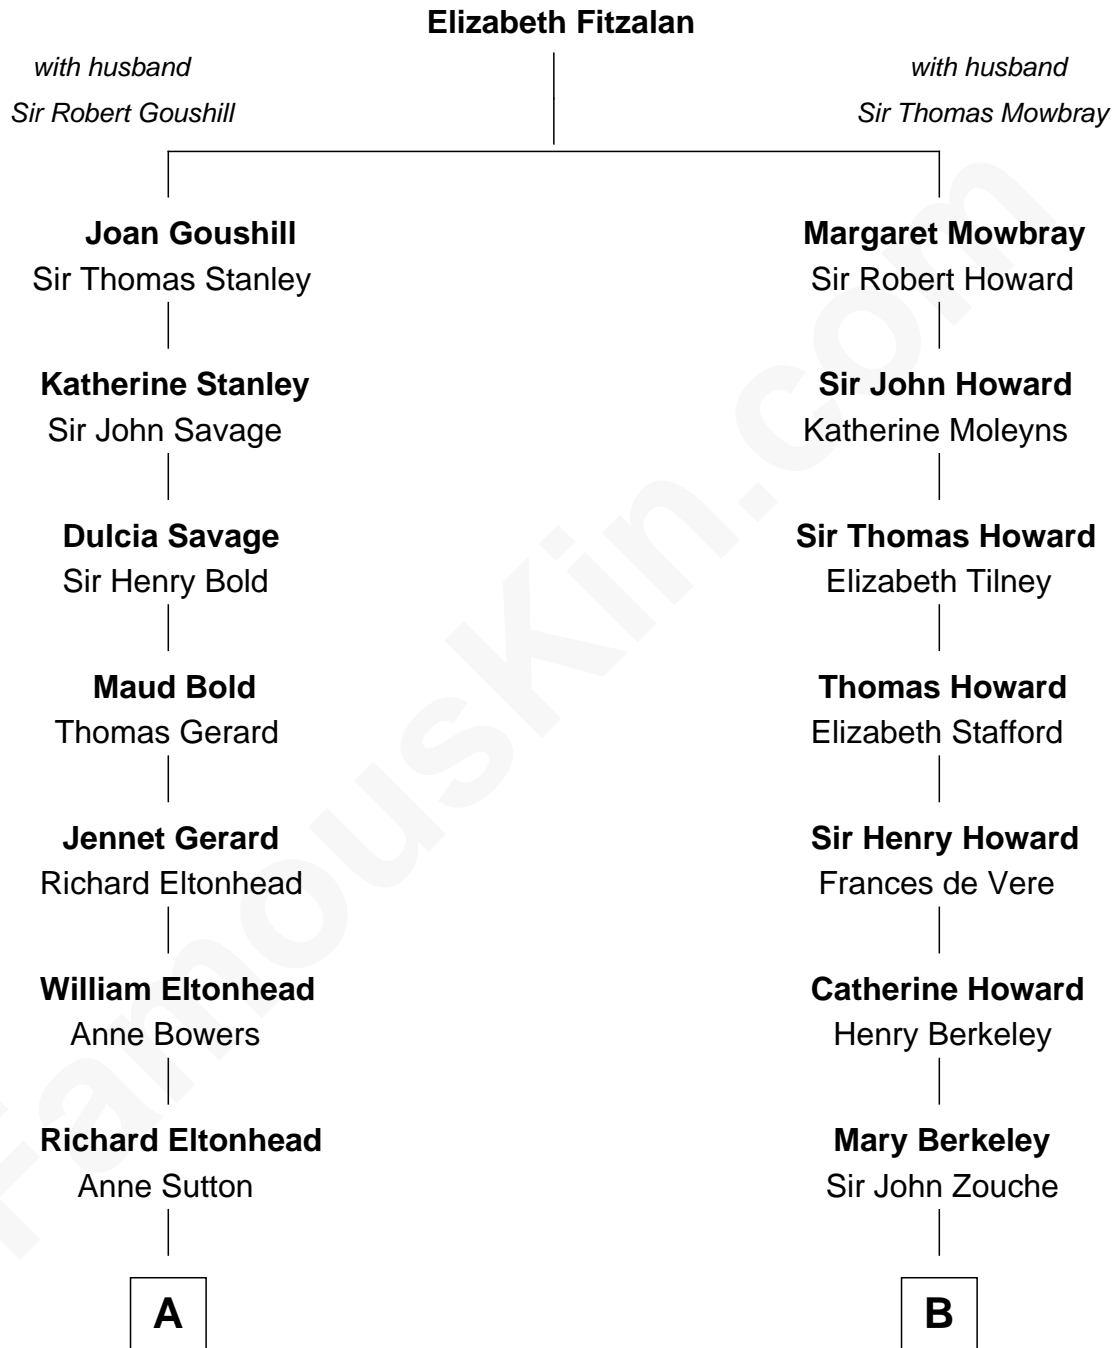 Elizabeth Fitzalan
with husband
Sir Robert Goushill
with husband
Sir Thomas Mowbray
Joan Goushill
Sir Thomas Stanley
Margaret Mowbray
Sir Robert Howard
Katherine Stanley
Sir John Savage
Sir John Howard
Katherine Moleyns
Dulcia Savage
Sir Henry Bold
Sir Thomas Howard
Elizabeth Tilney
Maud Bold
Thomas Gerard
Thomas Howard
Elizabeth Stafford
Jennet Gerard
Richard Eltonhead
Sir Henry Howard
Frances de Vere
William Eltonhead
Anne Bowers
Catherine Howard
Henry Berkeley
Richard Eltonhead
Anne Sutton
Mary Berkeley
Sir John Zouche
A
B
FamousKin.com